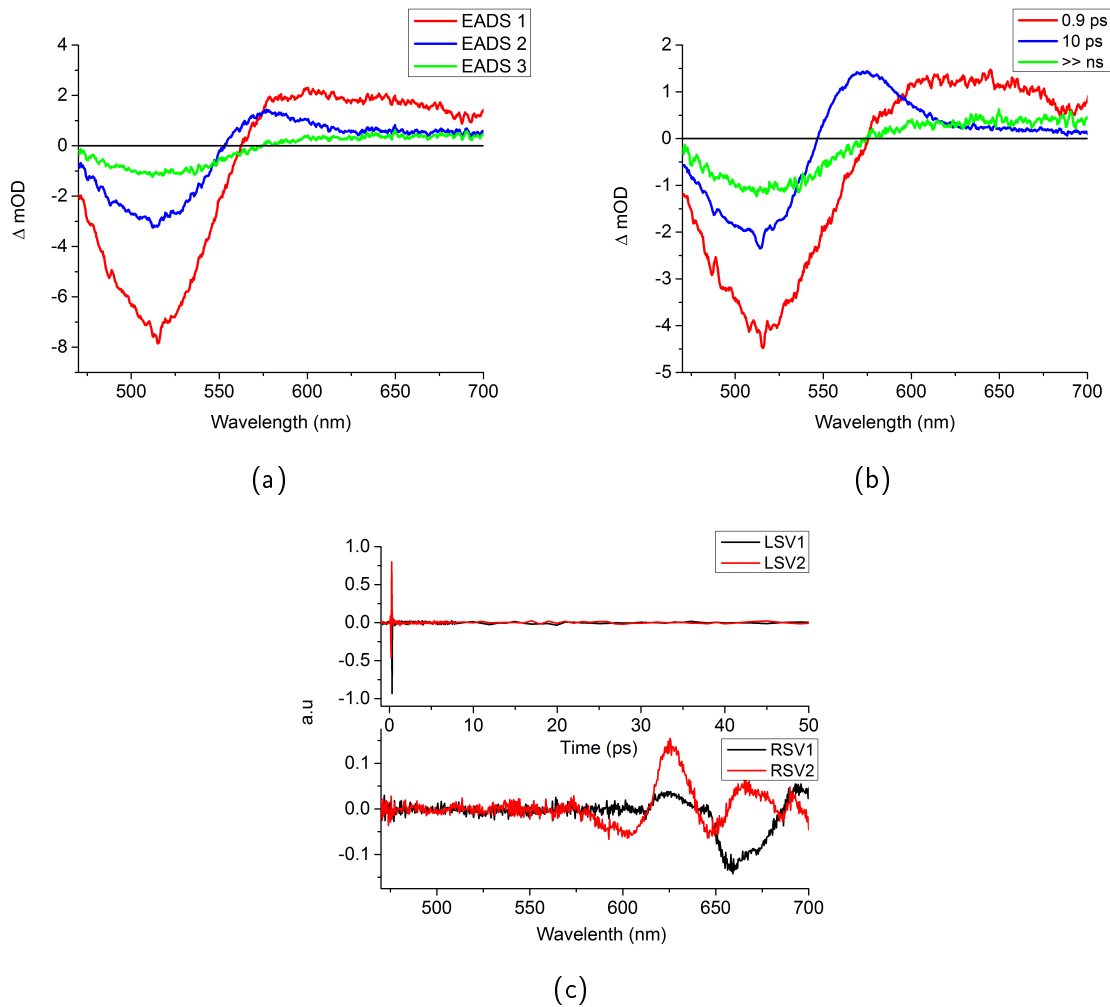 EADS 1
EADS 2
EADS 3
4
2
0
-2
-4
-6
-8
Δ mOD
500 550 600 650 700
Wavelength (nm)
(a)
0.9 ps
10 ps
>> ns
2
1
0
-1
-2
-3
-4
-5
Δ mOD
500 550 600 650 700
Wavelength (nm)
(b)
LSV1
LSV2
1.0
0.5
0.0
-0.5
-1.0
a.u
0 10 20 30 40 50
Time (ps)
RSV1
RSV2
0.1
0.0
-0.1
500 550 600 650 700
Wavelenth (nm)
(c)